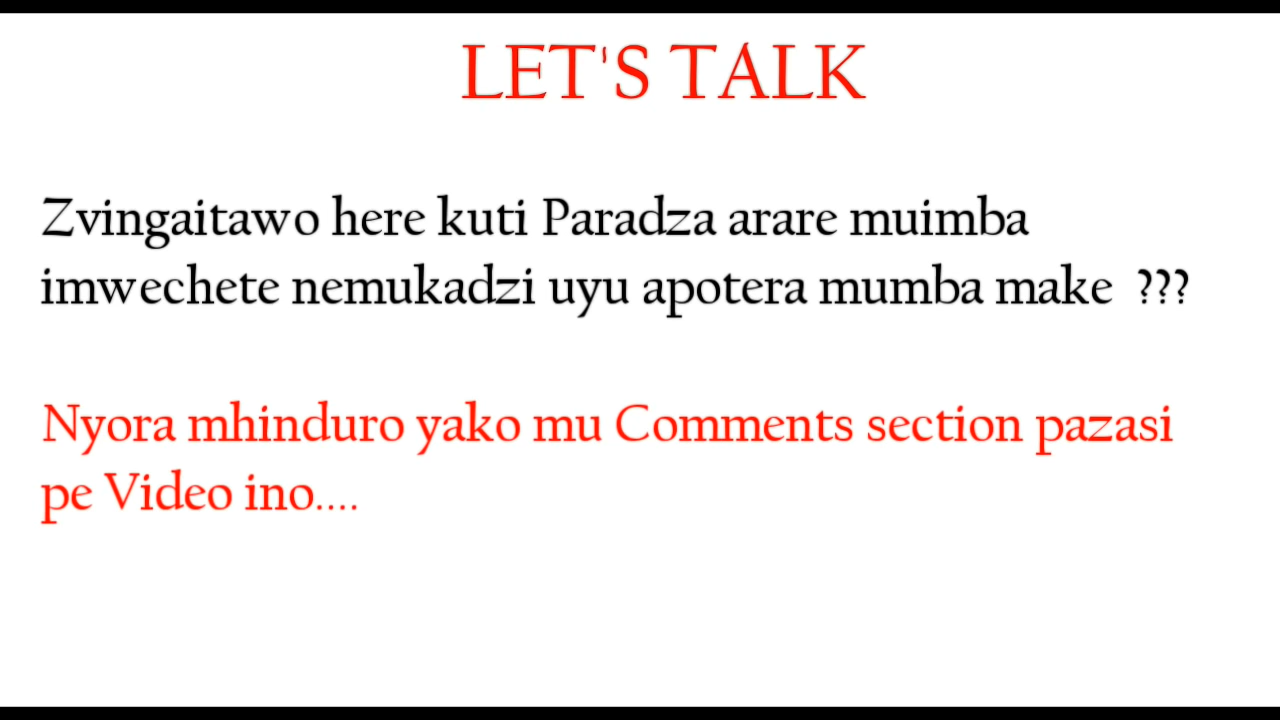 LET'S TALK
Zvingaitawo here kuti Paradza arare muimba
imwechete nemukadzi uyu apotera mumba make ???
Nyora mhinduro yako mu Comments section pazasi
pe Video ino....